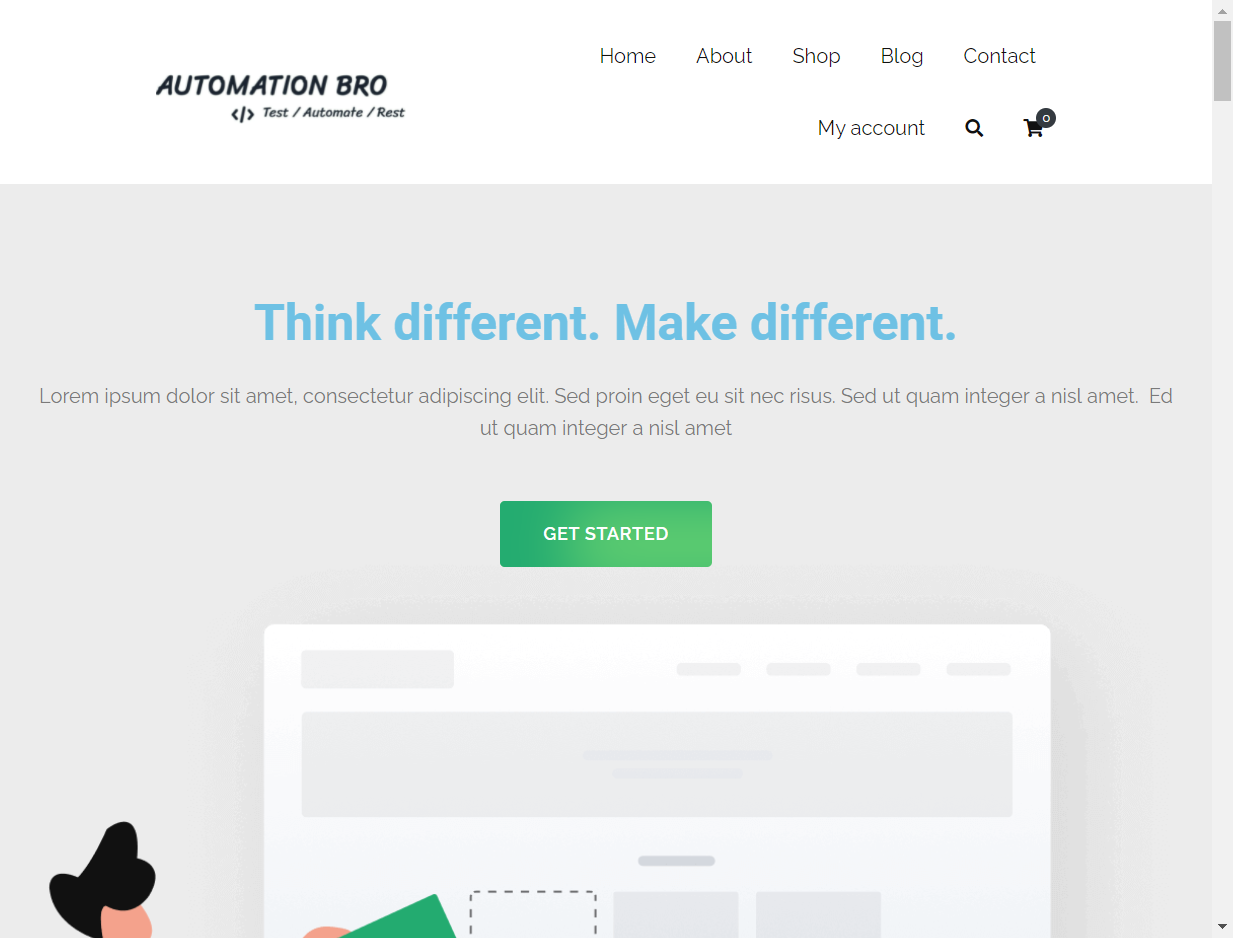 AUTOMATION BRO
</> Test / Automate / Rest
Home About Shop Blog Contact
My account 0
Think different. Make different.
Lorem ipsum dolor sit amet, consectetur adipiscing elit. Sed proin eget eu sit nec risus. Sed ut quam integer a nisl amet. Ed
ut quam integer a nisl amet
GET STARTED